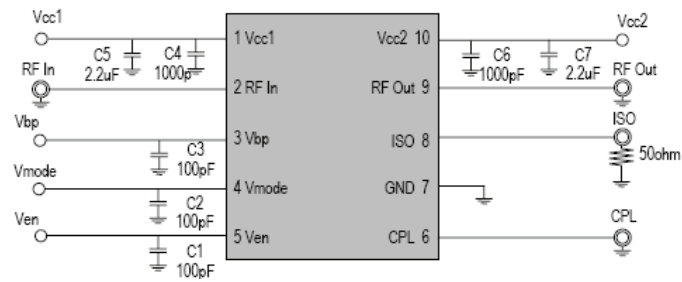 Vcc1
C5
2.2uF
C4
1000p
1 Vcc1
Vcc2 10
C6
1000pF
C7
2.2uF
Vcc2
RF In
2 RF In
RF Out 9
RF Out
Vbp
C3
100pF
3 Vbp
ISO 8
ISO
50ohm
Vmode
C2
100pF
4 Vmode
GND 7
Ven
C1
100pF
5 Ven
CPL 6
CPL